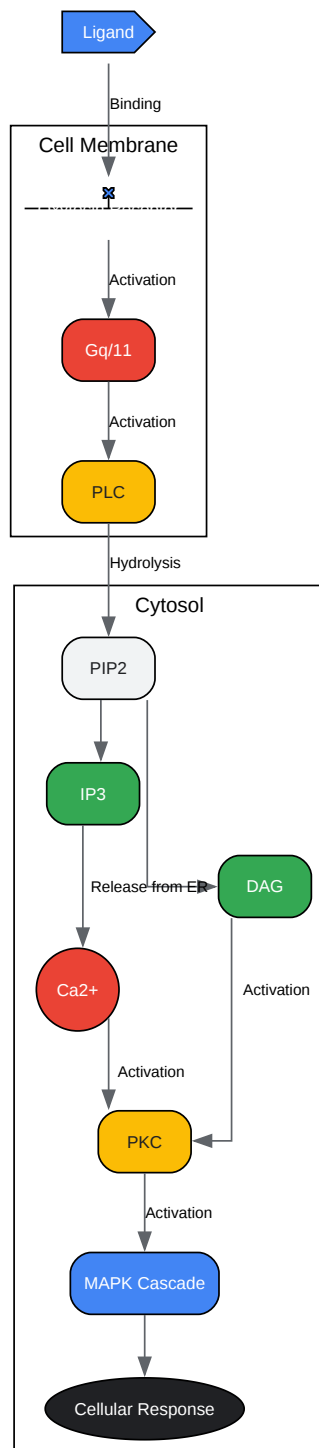 Ligand
Binding
Cell Membrane
Receptor
Activation
Gq/11
Activation
PLC
Hydrolysis
Cytosol
PIP2
IP3
Release from ER
DAG
Ca2+
Activation
Activation
PKC
Activation
MAPK Cascade
Cellular Response